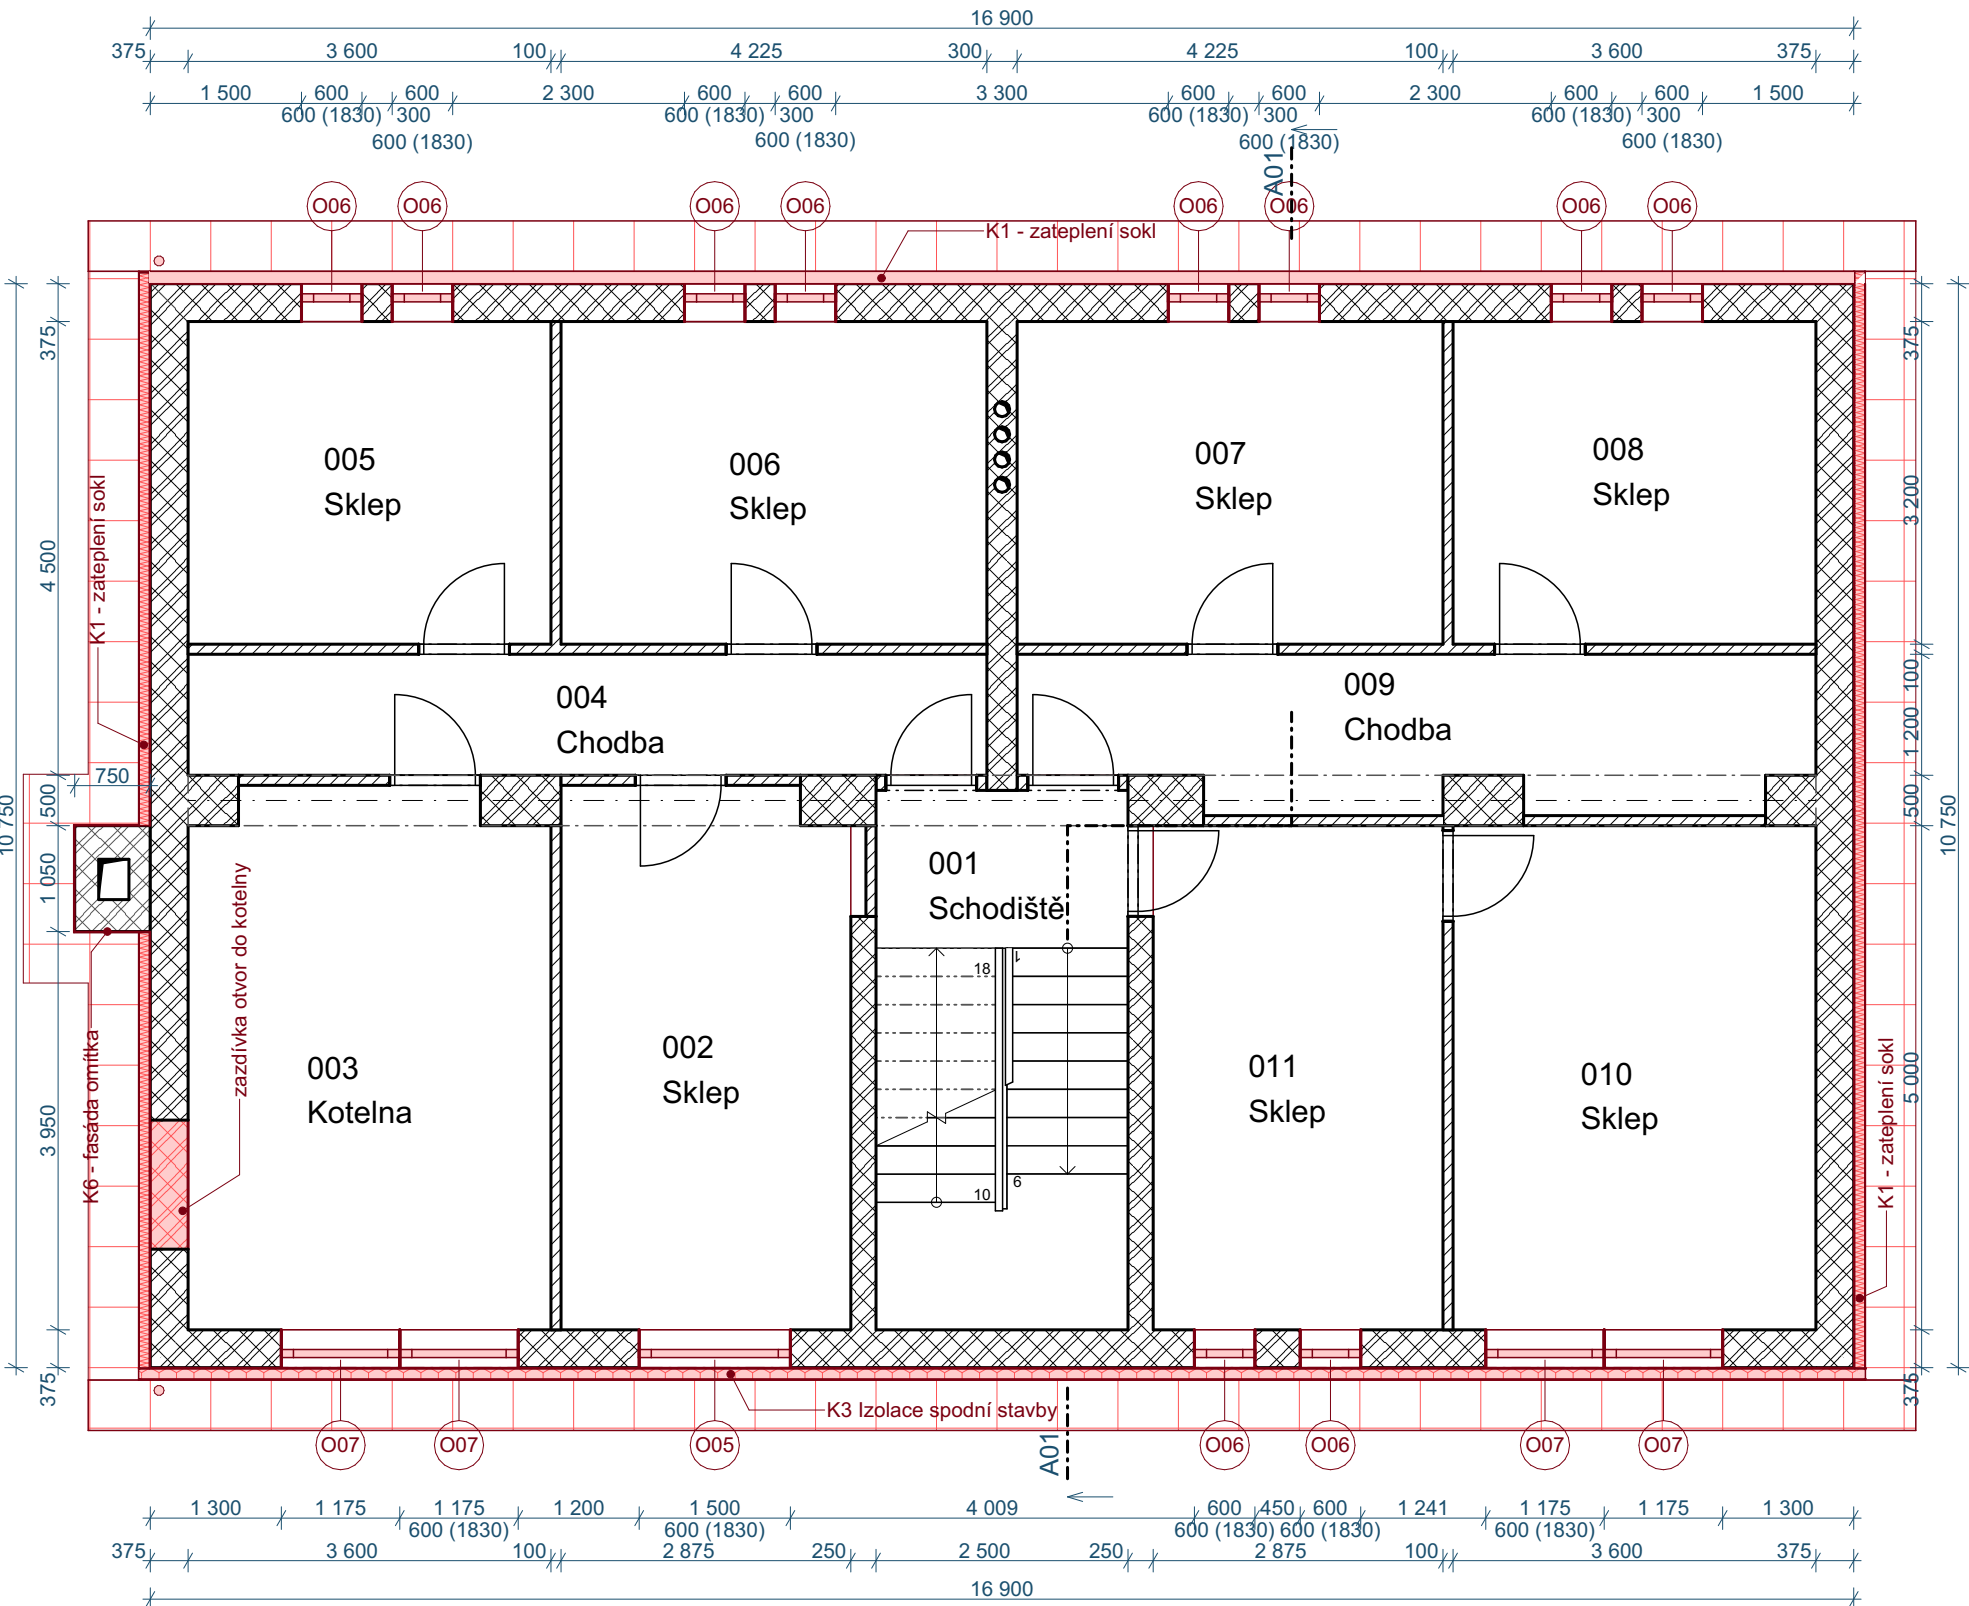 16 900
375 3 600 100 4 225 300 4 225 100 3 600 375
1 500 600 600 2 300 600 600 3 300 600 600 2 300 600 600 1 500
600 (1830) 300 600 (1830) 300 600 (1830) 300 600 (1830) 300
600 (1830) 600 (1830) 600 (1830) 600 (1830)
A01
O06 O06 O06 O06 O06 O06 O06 O06
K1 - zateplení sokl
375
4 500
500
1 050
3 950
375
10 750
750
K1 - zateplení sokl
K6 - fasáda omítka
zazdívka otvor do kotelny
005
Sklep
006
Sklep
007
Sklep
008
Sklep
004
Chodba
009
Chodba
001
Schodiště
18
1
10
9
003
Kotelna
002
Sklep
011
Sklep
010
Sklep
375
3 200
100
1 200
500
5 000
375
10 750
K1 - zateplení sokl
K3 Izolace spodní stavby
A01
O07 O07 O05 O06 O06 O07 O07
1 300 1 175 1 175 1 200 1 500 4 009 600 450 600 1 241 1 175 1 175 1 300
600 (1830) 600 (1830) 600 (1830) 600 (1830) 600 (1830)
375 3 600 100 2 875 250 2 500 250 2 875 100 3 600 375
16 900